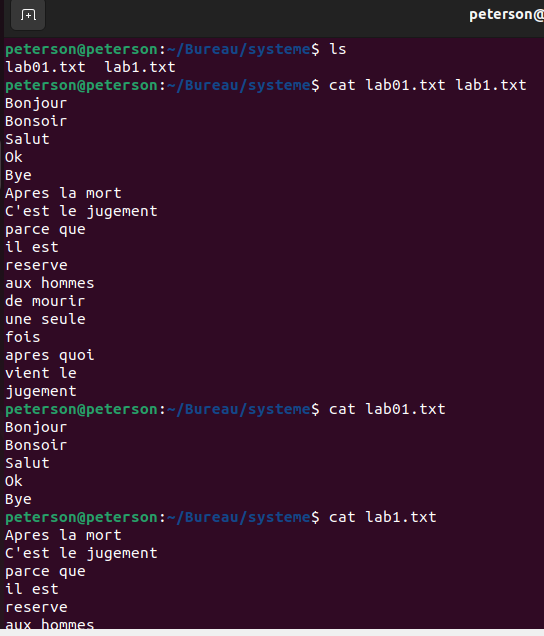 peterson@
peterson@peterson:~/Bureau/systeme$ ls
lab01.txt  lab1.txt
peterson@peterson:~/Bureau/systeme$ cat lab01.txt lab1.txt
Bonjour
Bonsoir
Salut
Ok
Bye
Apres la mort
C'est le jugement
parce que
il est
reserve
aux hommes
de mourir
une seule
fois
apres quoi
vient le
jugement
peterson@peterson:~/Bureau/systeme$ cat lab01.txt
Bonjour
Bonsoir
Salut
Ok
Bye
peterson@peterson:~/Bureau/systeme$ cat lab1.txt
Apres la mort
C'est le jugement
parce que
il est
reserve
aux hommes